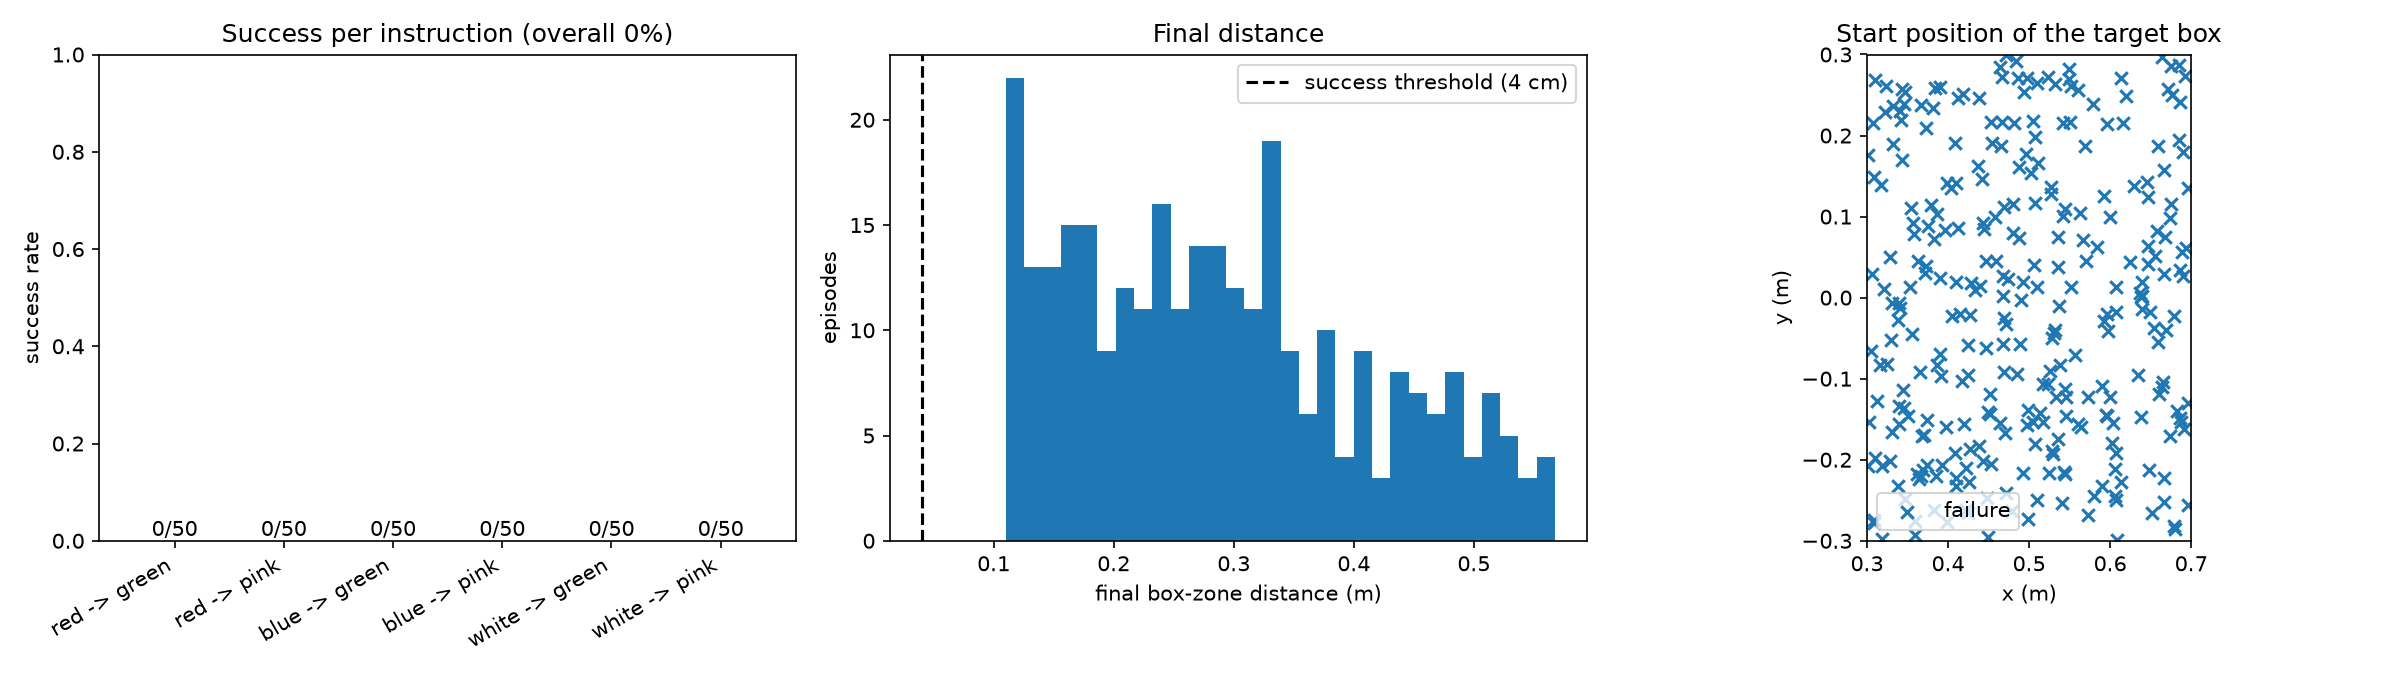 Success per instruction (overall 0%)
success rate
1.0
0.8
0.6
0.4
0.2
0.0
0/50
0/50
0/50
0/50
0/50
0/50
red -> green
red -> pink
blue -> green
blue -> pink
white -> green
white -> pink
Final distance
success threshold (4 cm)
episodes
20
15
10
5
0
0.1
0.2
0.3
0.4
0.5
final box-zone distance (m)
Start position of the target box
y (m)
0.3
0.2
0.1
0.0
−0.1
−0.2
−0.3
failure
0.3
0.4
0.5
0.6
0.7
x (m)